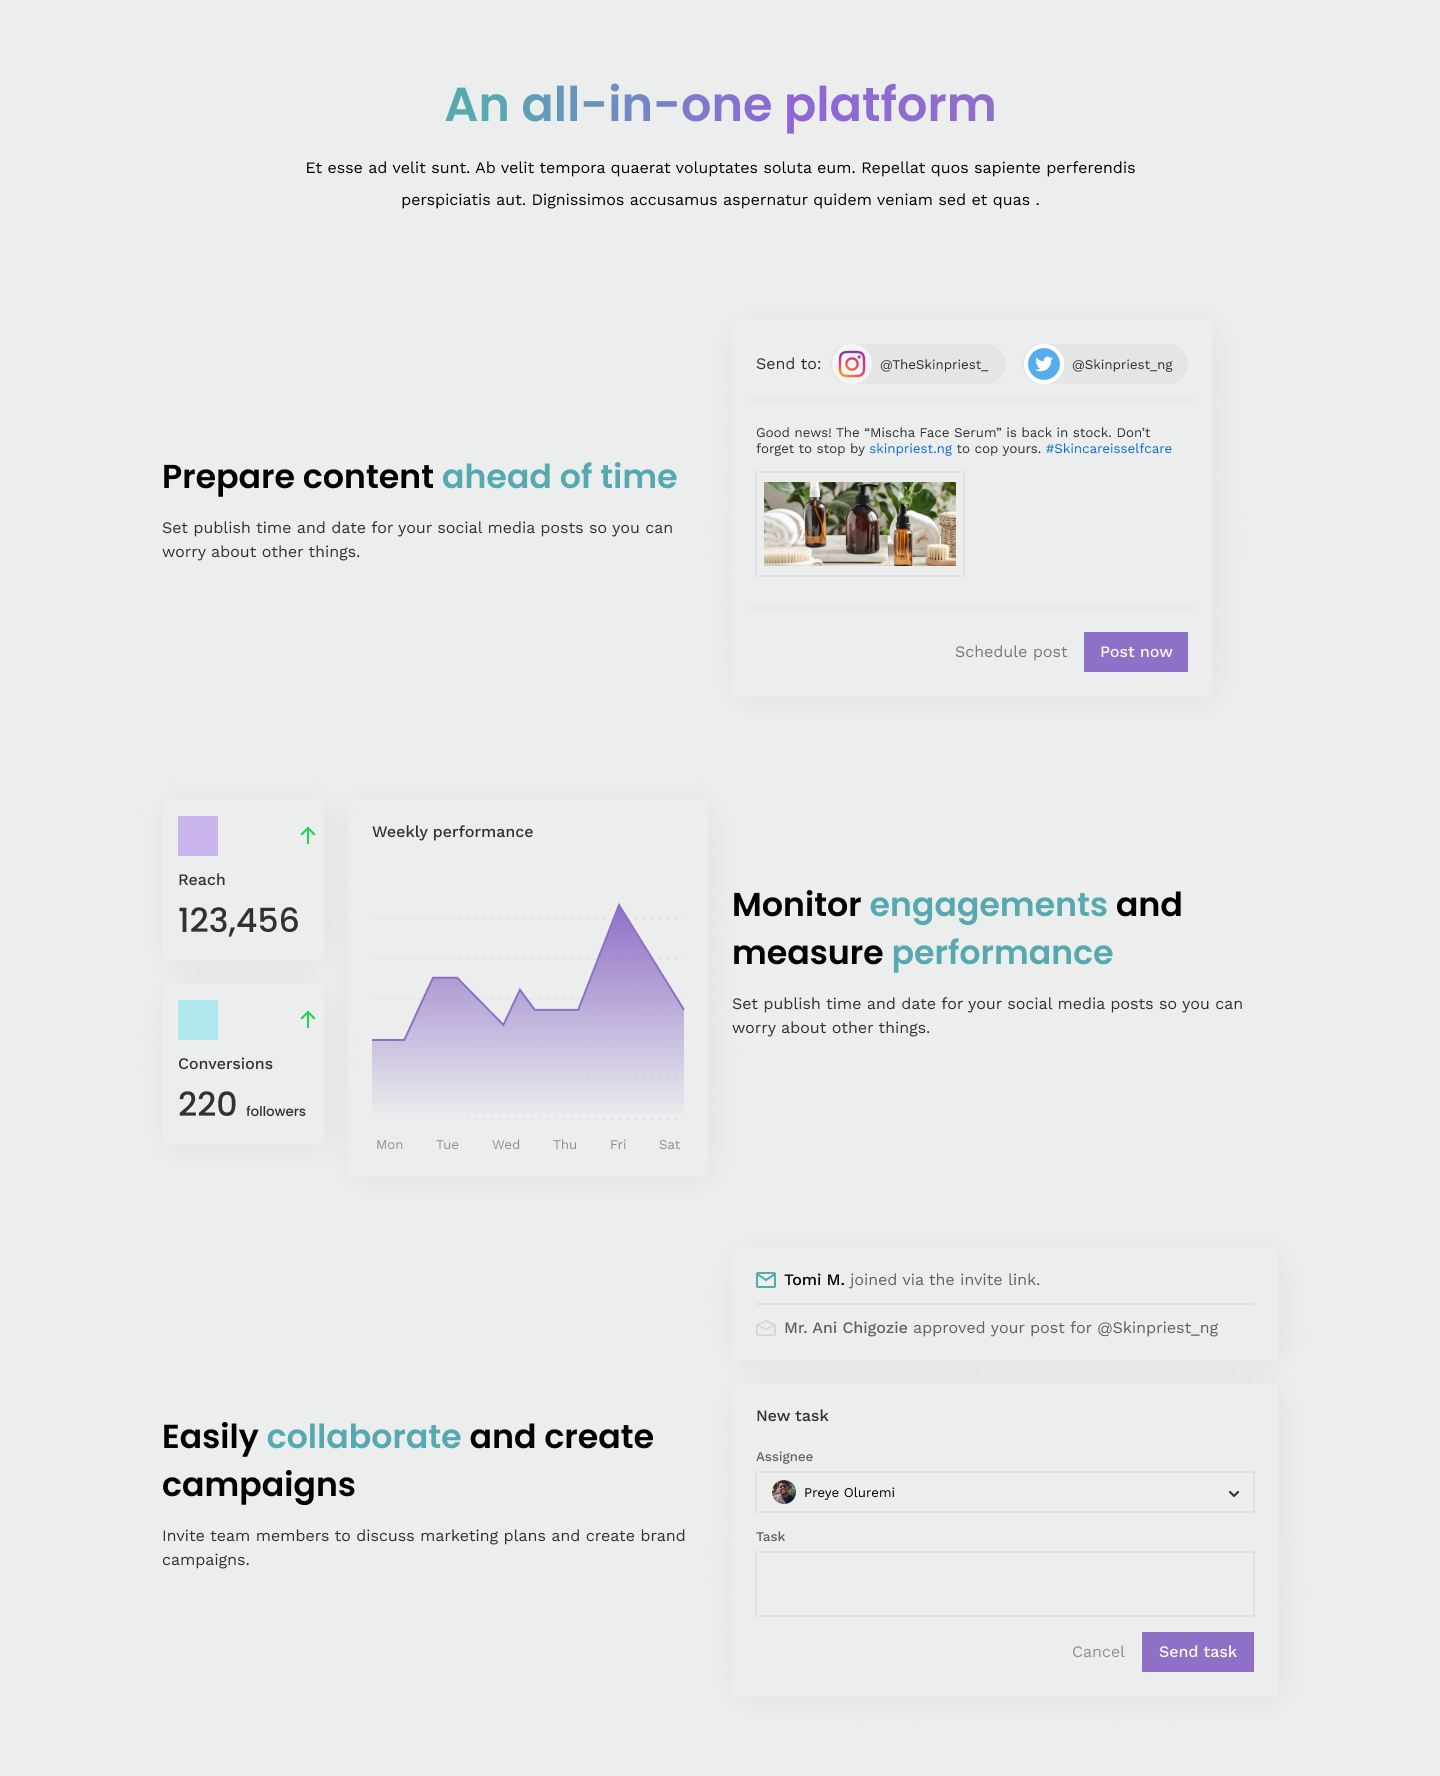 An all-in-one platform
Et esse ad velit sunt. Ab velit tempora quaerat voluptates soluta eum. Repellat quos sapiente perferendis
perspiciatis aut. Dignissimos accusamus aspernatur quidem veniam sed et quas .
Send to:
@TheSkinpriest_
@Skinpriest_ng
Good news! The “Mischa Face Serum” is back in stock. Don’t
forget to stop by skinpriest.ng to cop yours. #Skincareisselfcare
Schedule post
Post now
Prepare content ahead of time
Set publish time and date for your social media posts so you can
worry about other things.
Reach
123,456
Conversions
220 followers
Weekly performance
Mon Tue Wed Thu Fri Sat
Monitor engagements and
measure performance
Set publish time and date for your social media posts so you can
worry about other things.
Tomi M. joined via the invite link.
Mr. Ani Chigozie approved your post for @Skinpriest_ng
Easily collaborate and create
campaigns
Invite team members to discuss marketing plans and create brand
campaigns.
New task
Assignee
Preye Oluremi
Task
Cancel
Send task